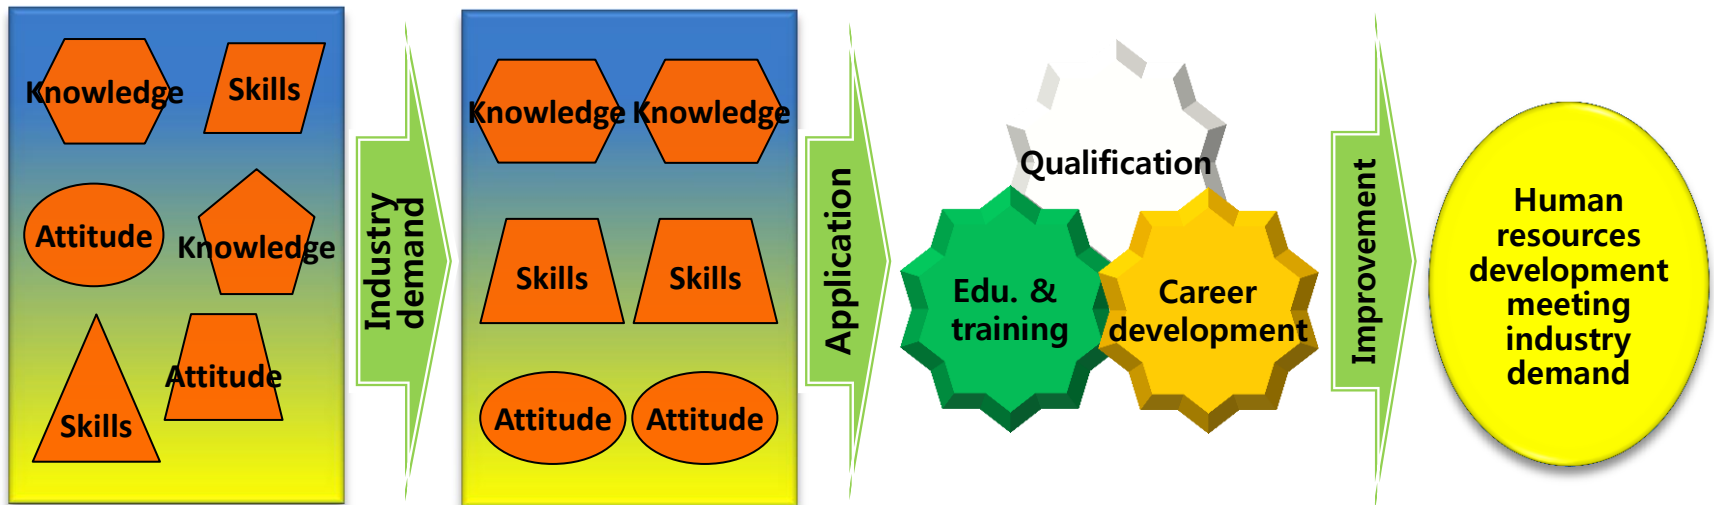 Knowledge
Skills
Attitude
Knowledge
Skills
Attitude
Industry
demand
Knowledge
Knowledge
Skills
Skills
Attitude
Attitude
Application
Qualification
Edu. &
training
Career
development
Improvement
Human
resources
development
meeting
industry
demand